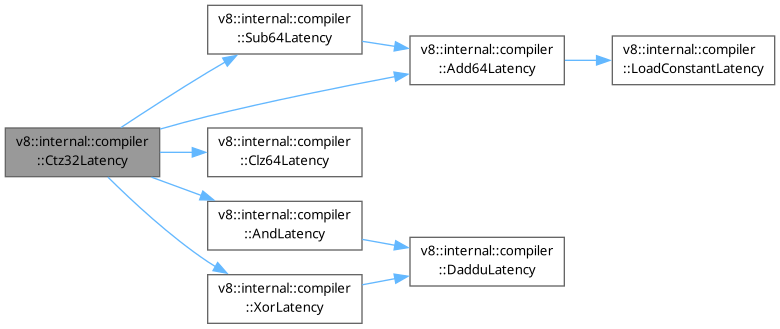 v8::internal::compiler
::Ctz32Latency
v8::internal::compiler
::Sub64Latency
v8::internal::compiler
::Add64Latency
v8::internal::compiler
::LoadConstantLatency
v8::internal::compiler
::Clz64Latency
v8::internal::compiler
::AndLatency
v8::internal::compiler
::DadduLatency
v8::internal::compiler
::XorLatency